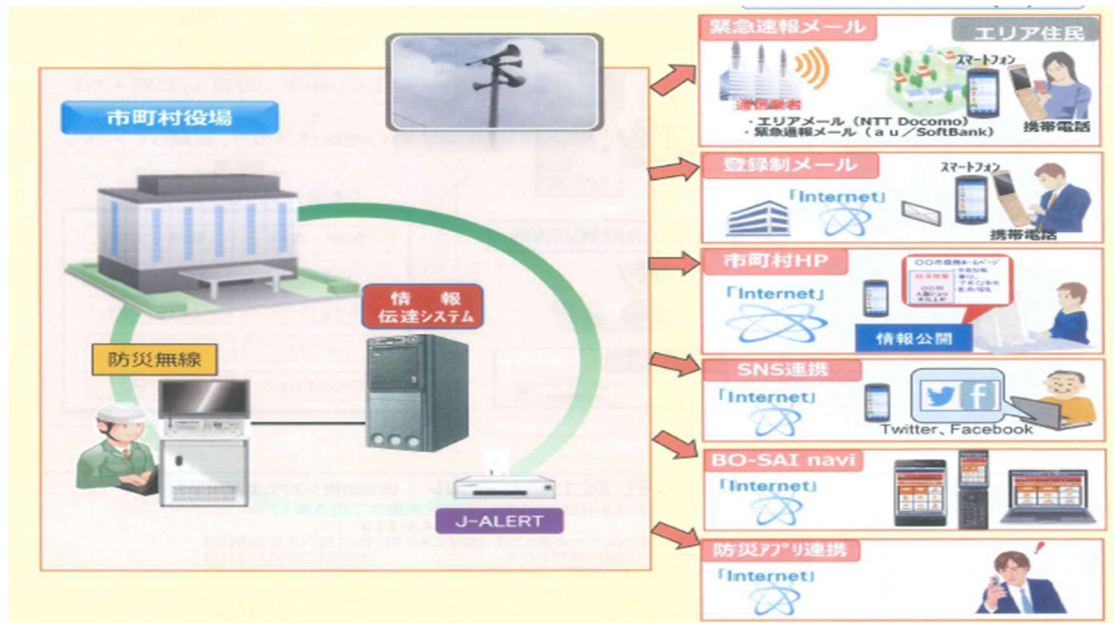 市町村役場
防災無線
情 報
伝達システム
J-ALERT
緊急速報メール
エリア住民
スマートフォン
通信業者
携帯電話
・エリアメール（NTT Docomo）
・緊急速報メール（au／SoftBank）
登録制メール
「Internet」
スマートフォン
携帯電話
市町村HP
「Internet」
情報公開
SNS連携
「Internet」
Twitter、Facebook
BO-SAI navi
「Internet」
防災ｱﾌﾟﾘ連携
「Internet」